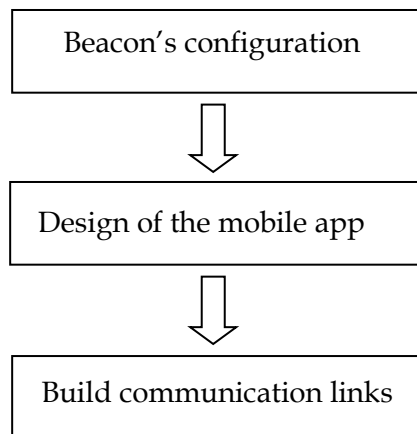 Beacon’s configuration
Design of the mobile app
Build communication links